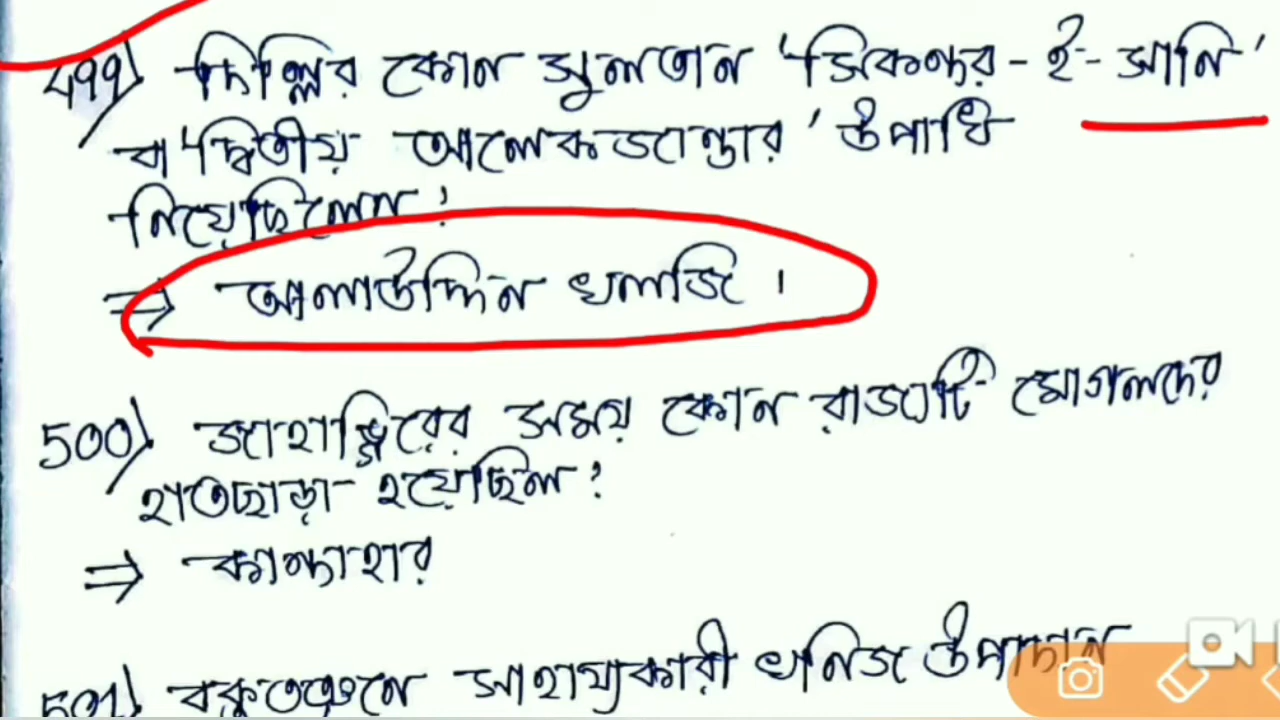 499) দিল্লির কোন সুলতান 'সিকন্দর-ই-সানি'
বা 'দ্বিতীয় আলেকজান্ডার' উপাধি
নিয়েছিলেন?
⇒ আলাউদ্দিন খলজি।
500) জাহাঙ্গিরের সময় কোন রাজ্যটি মোগলদের
হাতছাড়া হয়েছিল?
⇒ কান্দাহার
501) রক্ততঞ্চনে সাহায্যকারী খনিজ উপাদান